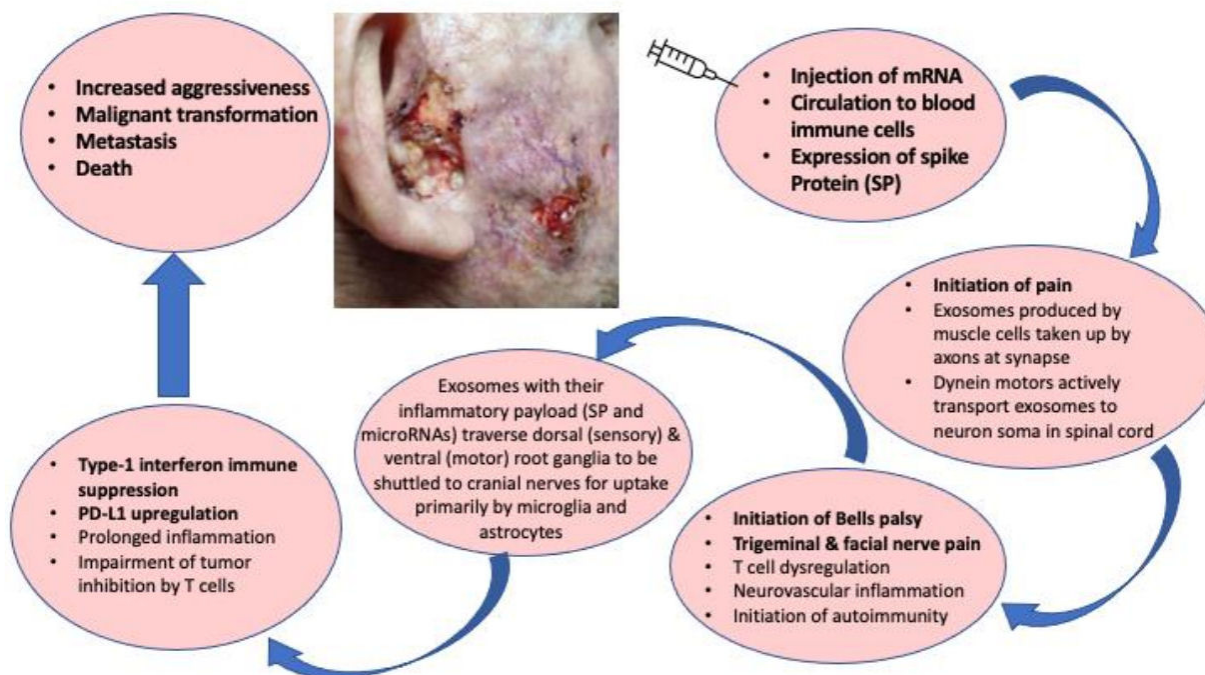 • Increased aggressiveness
• Malignant transformation
• Metastasis
• Death
• Injection of mRNA
• Circulation to blood
immune cells
• Expression of spike
Protein (SP)
• Initiation of pain
• Exosomes produced by
muscle cells taken up by
axons at synapse
• Dynein motors actively
transport exosomes to
neuron soma in spinal cord
• Initiation of Bells palsy
• Trigeminal & facial nerve pain
• T cell dysregulation
• Neurovascular inflammation
• Initiation of autoimmunity
Exosomes with their
inflammatory payload (SP and
microRNAs) traverse dorsal (sensory) &
ventral (motor) root ganglia to be
shuttled to cranial nerves for uptake
primarily by microglia and
astrocytes
• Type-1 interferon immune
suppression
• PD-L1 upregulation
• Prolonged inflammation
• Impairment of tumor
inhibition by T cells